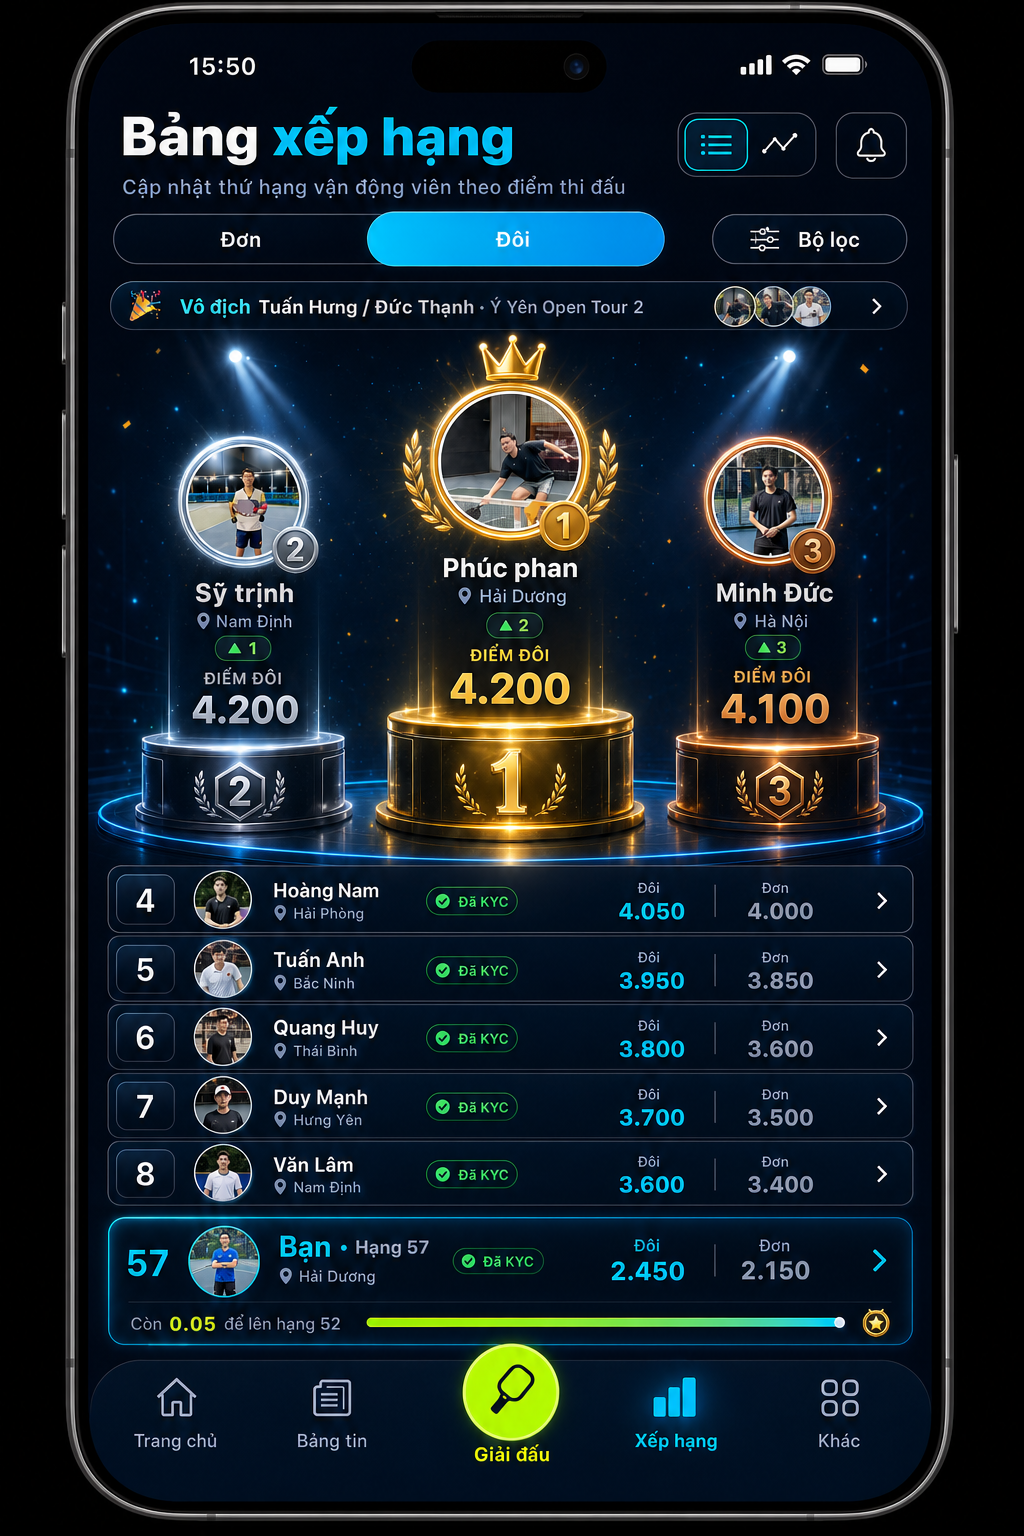 15:50
Bảng xếp hạng
Cập nhật thứ hạng vận động viên theo điểm thi đấu
Đơn
Đôi
Bộ lọc
Vô địch Tuấn Hưng / Đức Thạnh • Ý Yên Open Tour 2
1
Phúc phan
Hải Dương
▲ 2
ĐIỂM ĐÔI
4.200
1
2
Sỹ trịnh
Nam Định
▲ 1
ĐIỂM ĐÔI
4.200
2
3
Minh Đức
Hà Nội
▲ 3
ĐIỂM ĐÔI
4.100
3
4 Hoàng Nam Đã KYC Đôi Đơn
Hải Phòng 4.050 4.000
5 Tuấn Anh Đã KYC Đôi Đơn
Bắc Ninh 3.950 3.850
6 Quang Huy Đã KYC Đôi Đơn
Thái Bình 3.800 3.600
7 Duy Mạnh Đã KYC Đôi Đơn
Hưng Yên 3.700 3.500
8 Văn Lâm Đã KYC Đôi Đơn
Nam Định 3.600 3.400
57 Bạn • Hạng 57 Đã KYC Đôi Đơn
Hải Dương 2.450 2.150
Còn 0.05 để lên hạng 52
Trang chủ
Bảng tin
Giải đấu
Xếp hạng
Khác